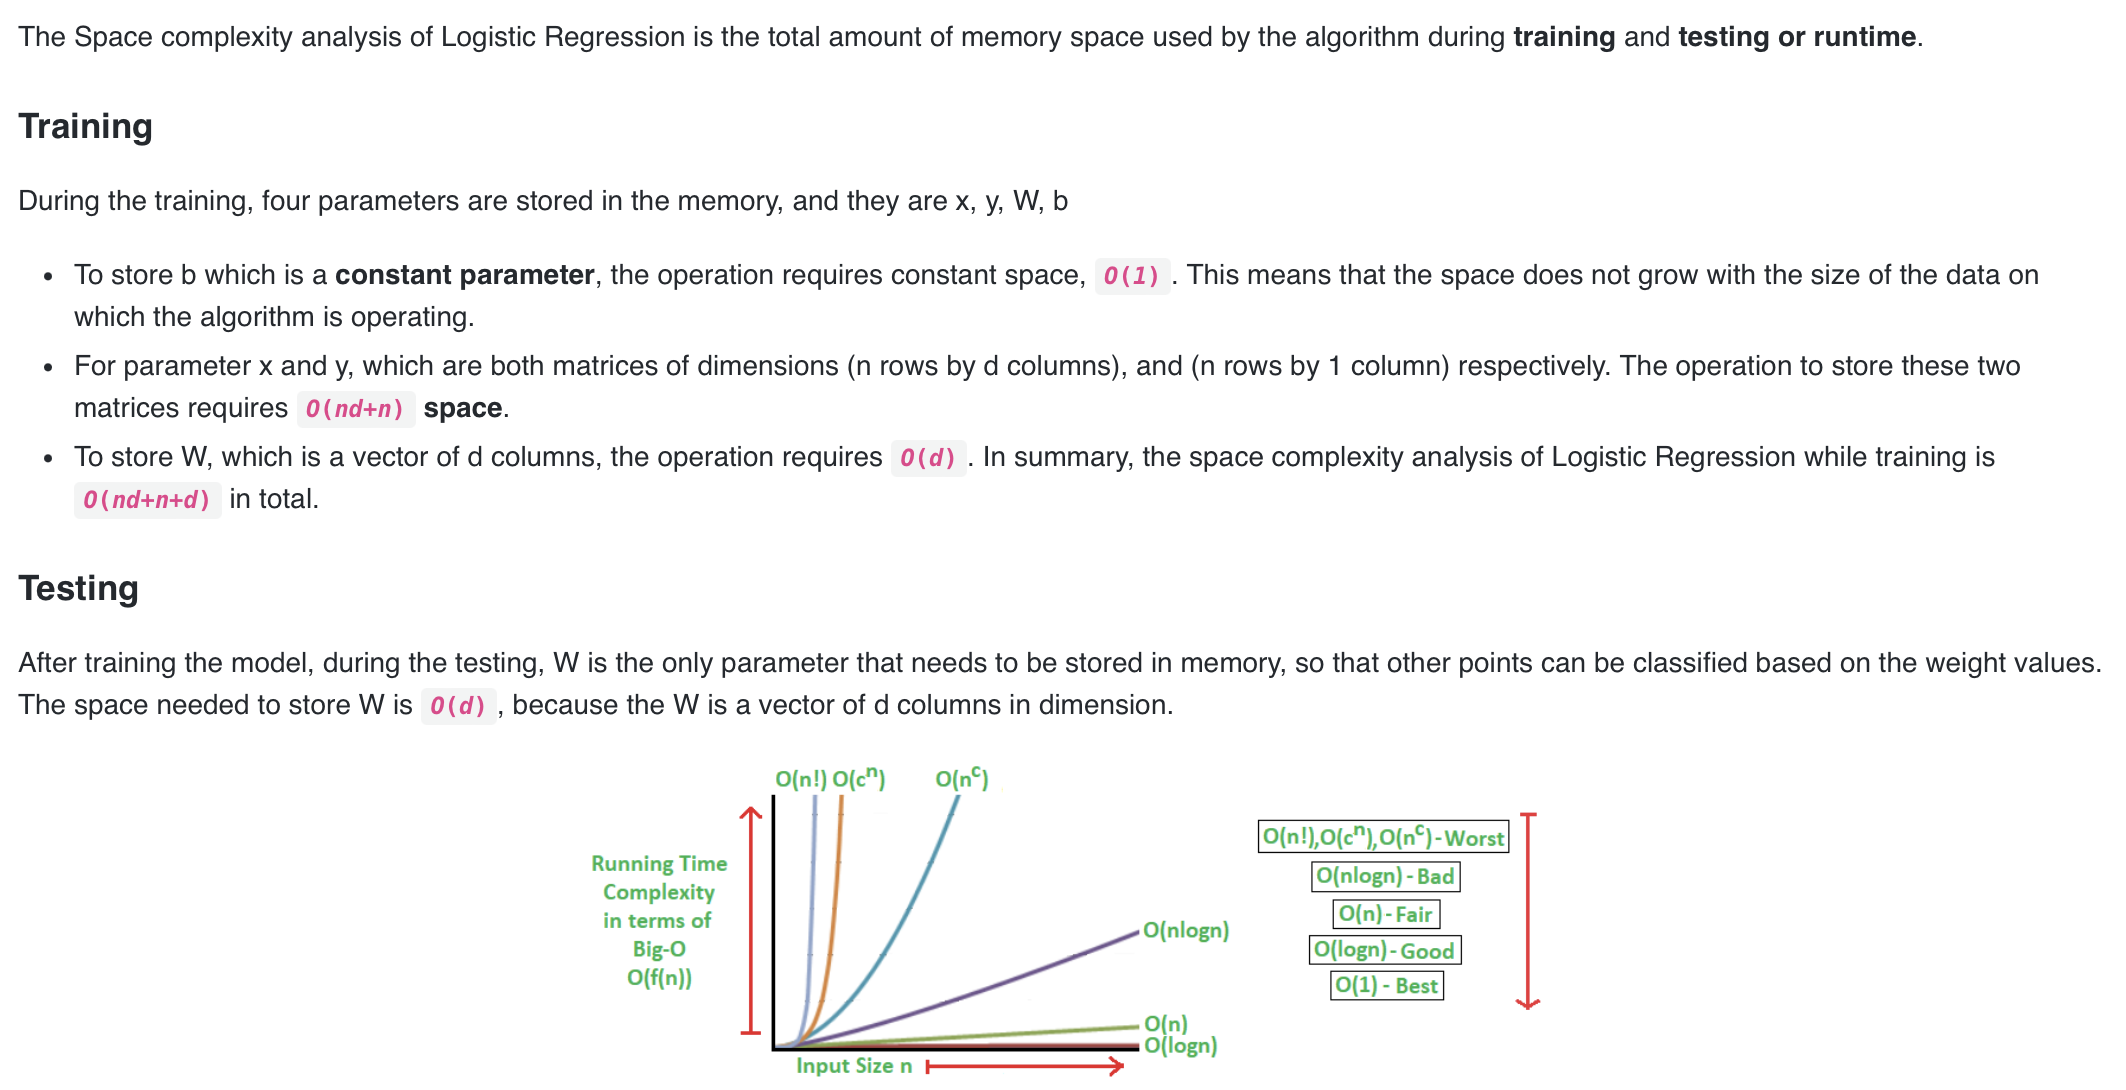 The Space complexity analysis of Logistic Regression is the total amount of memory space used by the algorithm during training and testing or runtime.
Training
During the training, four parameters are stored in the memory, and they are x, y, W, b
• To store b which is a constant parameter, the operation requires constant space, O(1) . This means that the space does not grow with the size of the data on
which the algorithm is operating.
• For parameter x and y, which are both matrices of dimensions (n rows by d columns), and (n rows by 1 column) respectively. The operation to store these two
matrices requires O(nd+n) space.
• To store W, which is a vector of d columns, the operation requires O(d) . In summary, the space complexity analysis of Logistic Regression while training is
O(nd+n+d) in total.
Testing
After training the model, during the testing, W is the only parameter that needs to be stored in memory, so that other points can be classified based on the weight values.
The space needed to store W is O(d) , because the W is a vector of d columns in dimension.
O(n!) O(cⁿ) O(nᶜ)
Running Time
Complexity
in terms of
Big-O
O(f(n))
O(nlogn)
O(n)
O(logn)
Input Size n
O(n!),O(cⁿ),O(nᶜ)-Worst
O(nlogn) - Bad
O(n) - Fair
O(logn) - Good
O(1) - Best